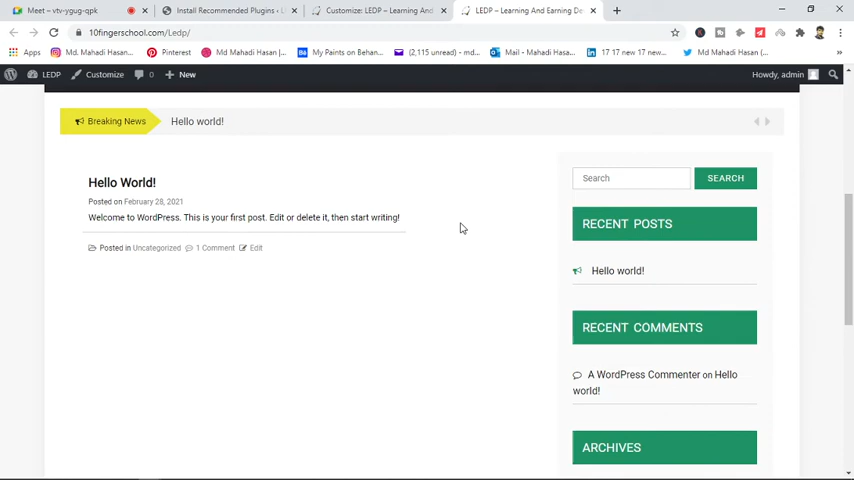 Meet – vtv-ygug-qpk
Install Recommended Plugins ‹ L
Customize: LEDP – Learning And
LEDP – Learning And Earning De
10fingerschool.com/Ledp/
Apps
Md. Mahadi Hasan...
Pinterest
Md Mahadi Hasan |...
My Paints on Behan...
(2,115 unread) - md...
Mail - Mahadi Hasa...
17 17 new 17 new...
Md Mahadi Hasan (...
LEDP
Customize
0
New
Howdy, admin
Breaking News
Hello world!
Hello World!
Posted on February 28, 2021
Welcome to WordPress. This is your first post. Edit or delete it, then start writing!
Posted in Uncategorized
1 Comment
Edit
Search
SEARCH
RECENT POSTS
Hello world!
RECENT COMMENTS
A WordPress Commenter on Hello
world!
ARCHIVES